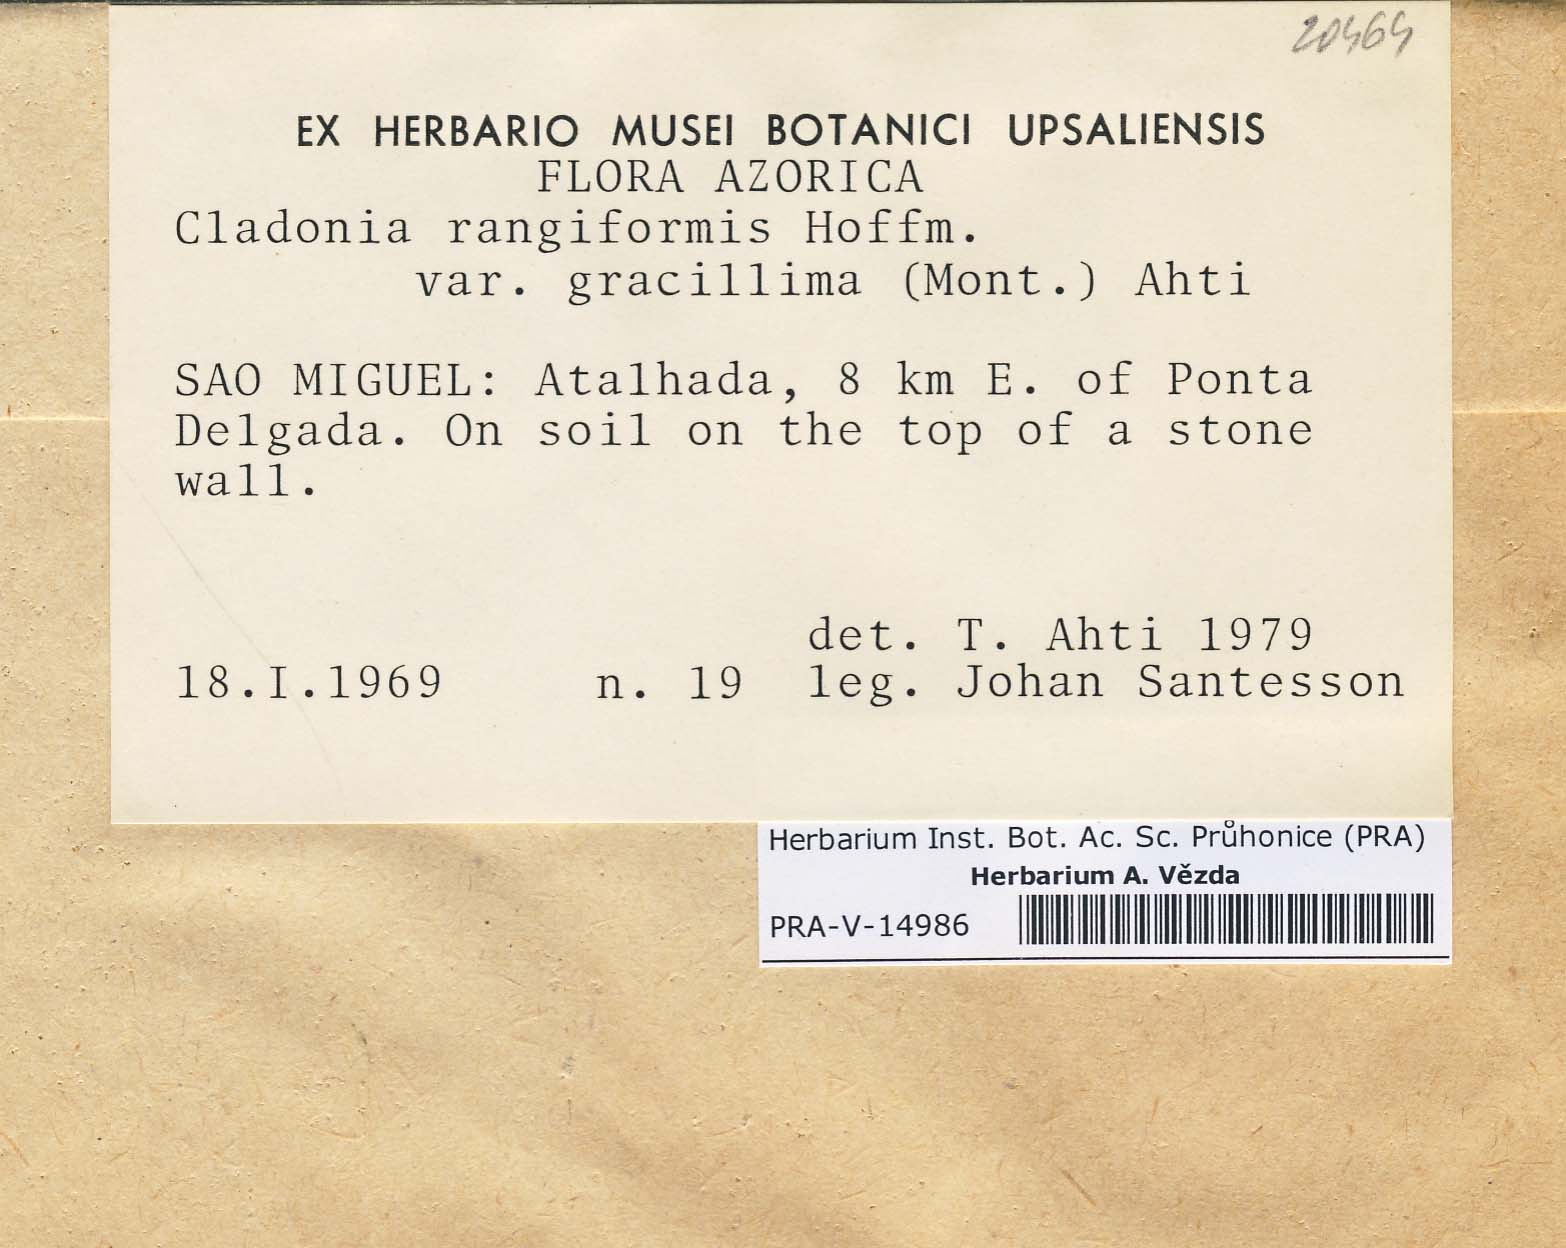 20464
EX HERBARIO MUSEI BOTANICI UPSALIENSIS
FLORA AZORICA
Cladonia rangiformis Hoffm.
var. gracillima (Mont.) Ahti
SAO MIGUEL: Atalhada, 8 km E. of Ponta
Delgada. On soil on the top of a stone
wall.
det. T. Ahti 1979
18.I.1969 n. 19 leg. Johan Santesson
Herbarium Inst. Bot. Ac. Sc. Průhonice (PRA)
Herbarium A. Vězda
PRA-V-14986